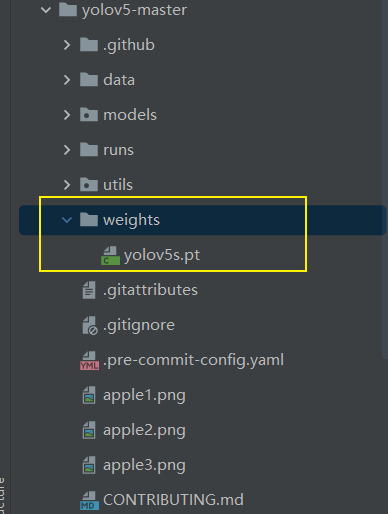 yolov5-master
.github
data
models
runs
utils
weights
yolov5s.pt
.gitattributes
.gitignore
.pre-commit-config.yaml
apple1.png
apple2.png
apple3.png
CONTRIBUTING.md